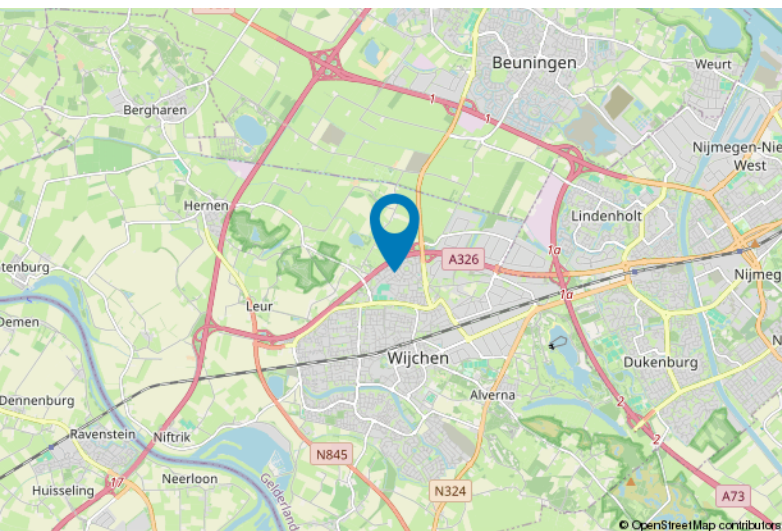 Beuningen
Weurt
Bergharen
1
1
Nijmegen-Nie
West
Hernen
Lindenholt
1a
A326
tenburg
Nijmeg
1a
Leur
Demen
Wijchen
Dukenburg
N
Alverna
Dennenburg
2
Ravenstein
Niftrik
2
N845
Neerloon
17
Huisseling
Gelderland
N324
A73
© OpenStreetMap contributors